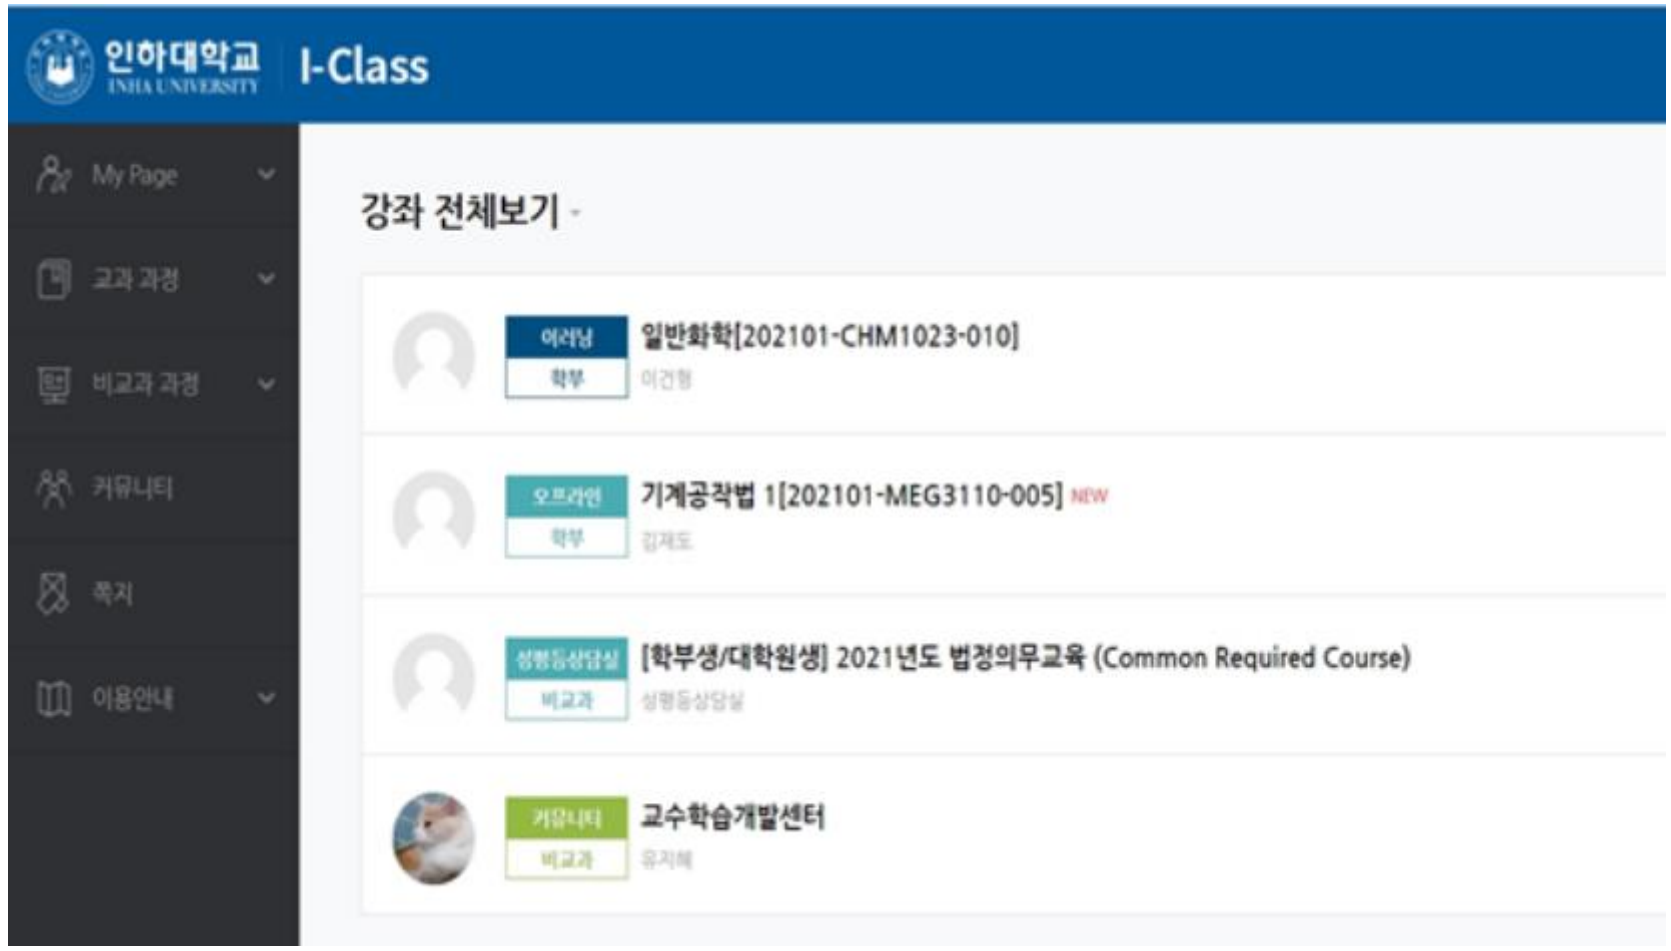 인하대학교
INHA UNIVERSITY
I-Class
My Page
교과 과정
비교과 과정
커뮤니티
쪽지
이용안내
강좌 전체보기
이러닝
학부
일반화학[202101-CHM1023-010]
이건형
오프라인
학부
기계공작법 1[202101-MEG3110-005] NEW
김재도
성평등상담실
비교과
[학부생/대학원생] 2021년도 법정의무교육 (Common Required Course)
성평등상담실
커뮤니티
비교과
교수학습개발센터
유지혜